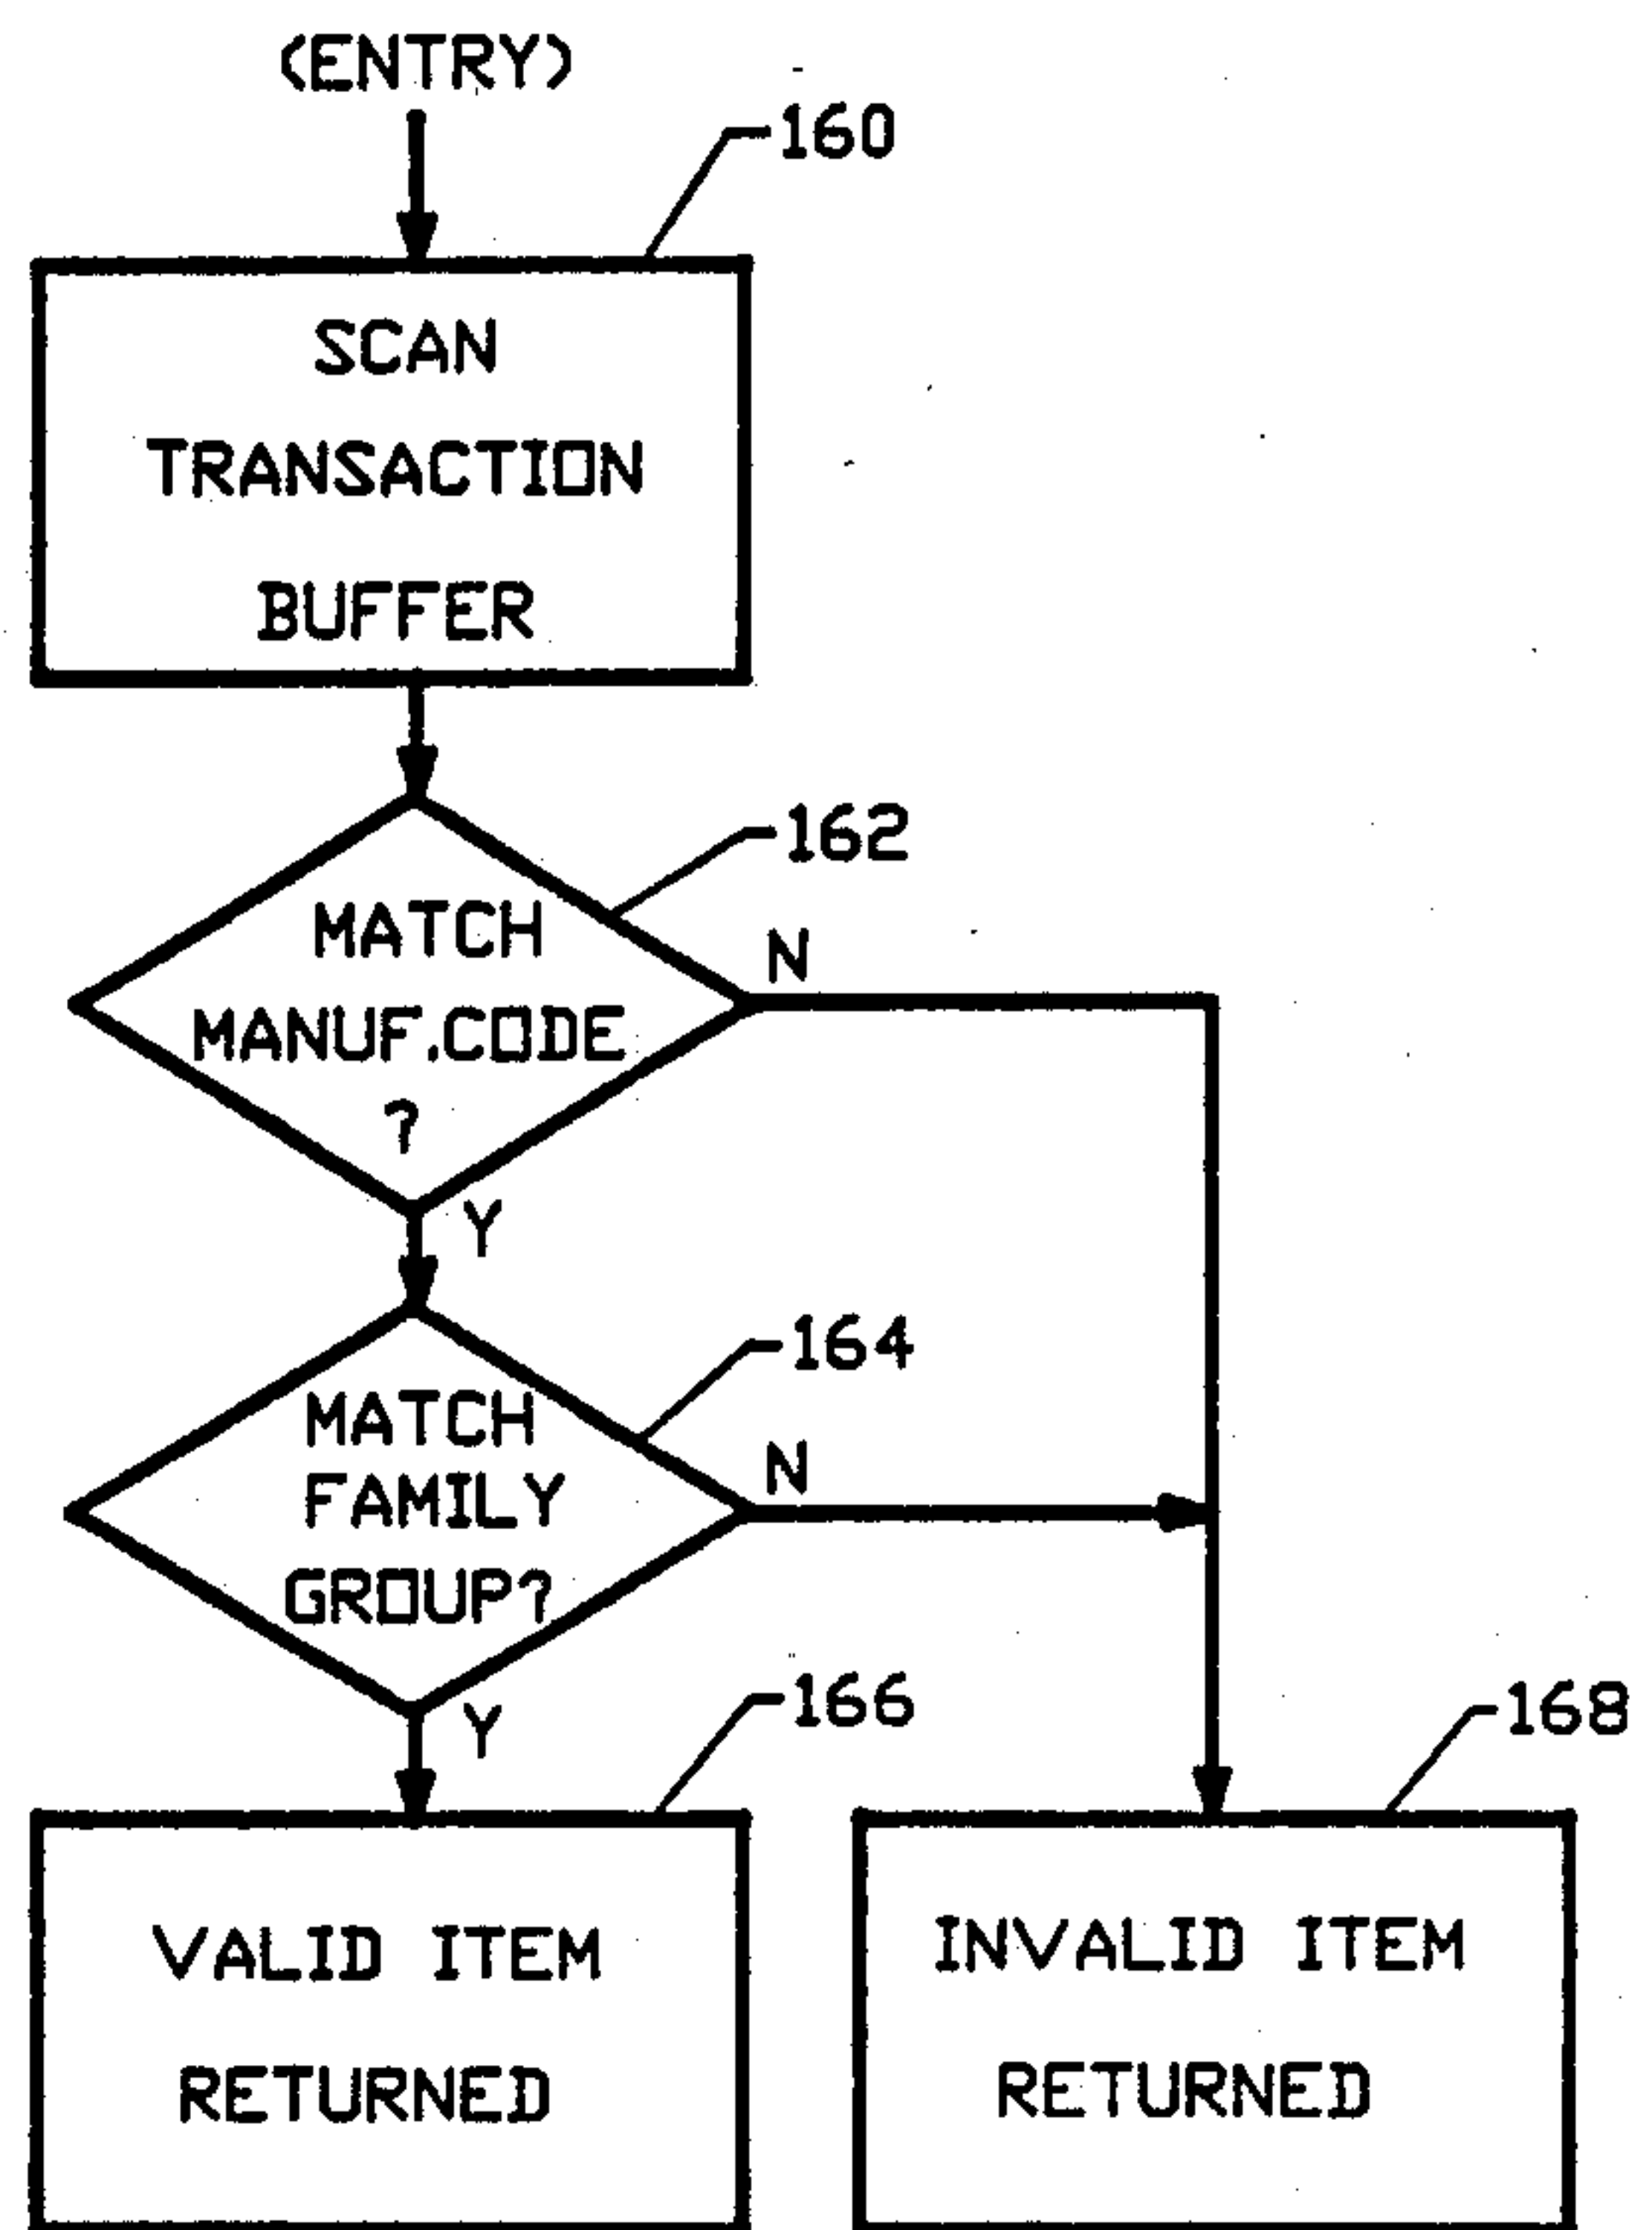 (ENTRY)
160
SCAN
TRANSACTION
BUFFER
162
MATCH
MANUF.CODE
?
N
Y
164
MATCH
FAMILY
GROUP?
N
Y
166
168
VALID ITEM
RETURNED
INVALID ITEM
RETURNED